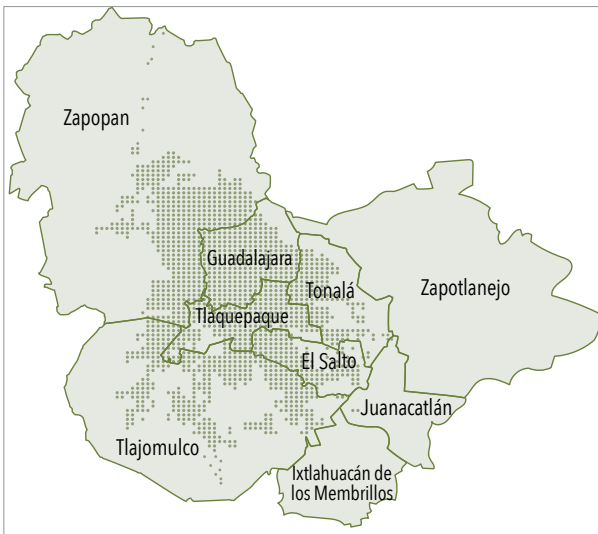 Zapopan
Guadalajara
Tonalá
Zapotlanejo
Tlaquepaque
El Salto
Juanacatlán
Tlajomulco
Ixtlahuacán de
los Membrillos